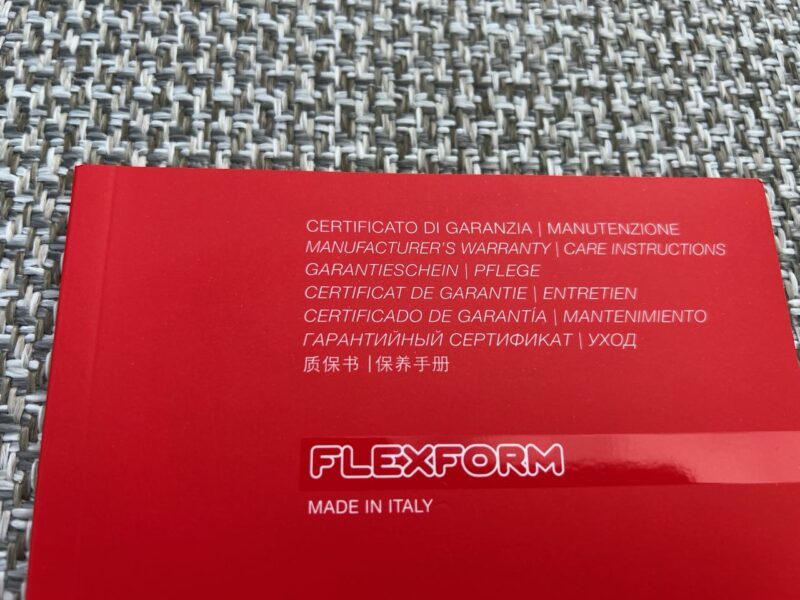 CERTIFICATO DI GARANZIA | MANUTENZIONE
MANUFACTURER'S WARRANTY | CARE INSTRUCTIONS
GARANTIESCHEIN | PFLEGE
CERTIFICAT DE GARANTIE | ENTRETIEN
CERTIFICADO DE GARANTÍA | MANTENIMIENTO
ГАРАНТИЙНЫЙ СЕРТИФИКАТ | УХОД
质保书 |保养手册
FLEXFORM
MADE IN ITALY